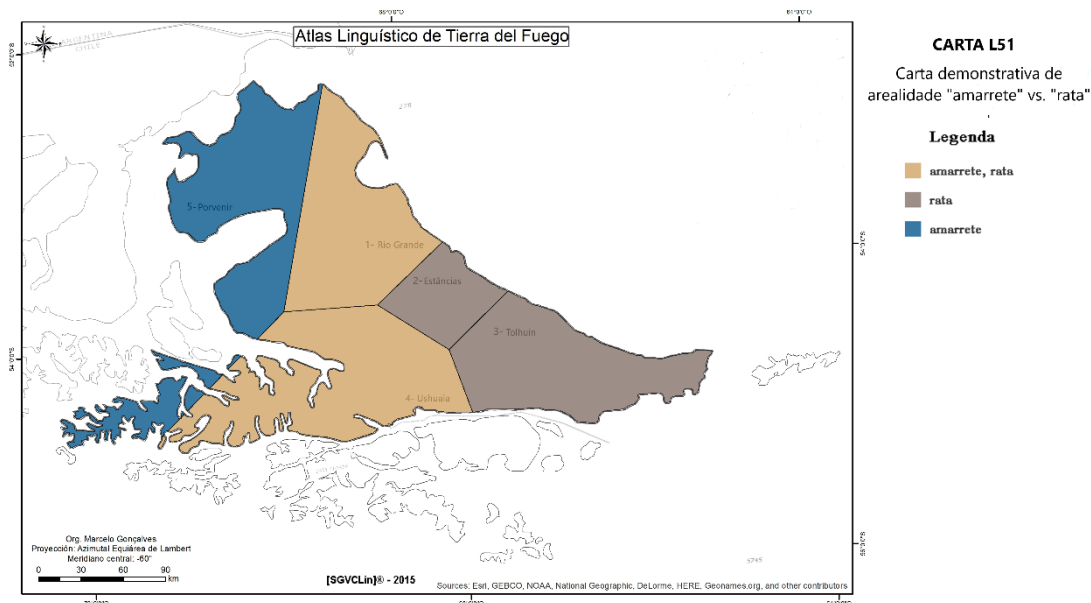 Atlas Linguístico de Tierra del Fuego
ARGENTINA
CHILE
5-Porvenir
1- Rio Grande
2-Estâncias
3- Tolhuin
4- Ushuaia
Org. Marcelo Gonçalves
Proyección: Azimutal Equiárea de Lambert
Meridiano central: -60°
0 30 60 90
km
[SGVCLin]® - 2015
Sources: Esri, GEBCO, NOAA, National Geographic, DeLorme, HERE, Geonames.org, and other contributors
CARTA L51
Carta demonstrativa de
arealidade "amarrete" vs. "rata"
Legenda
amarrete, rata
rata
amarrete